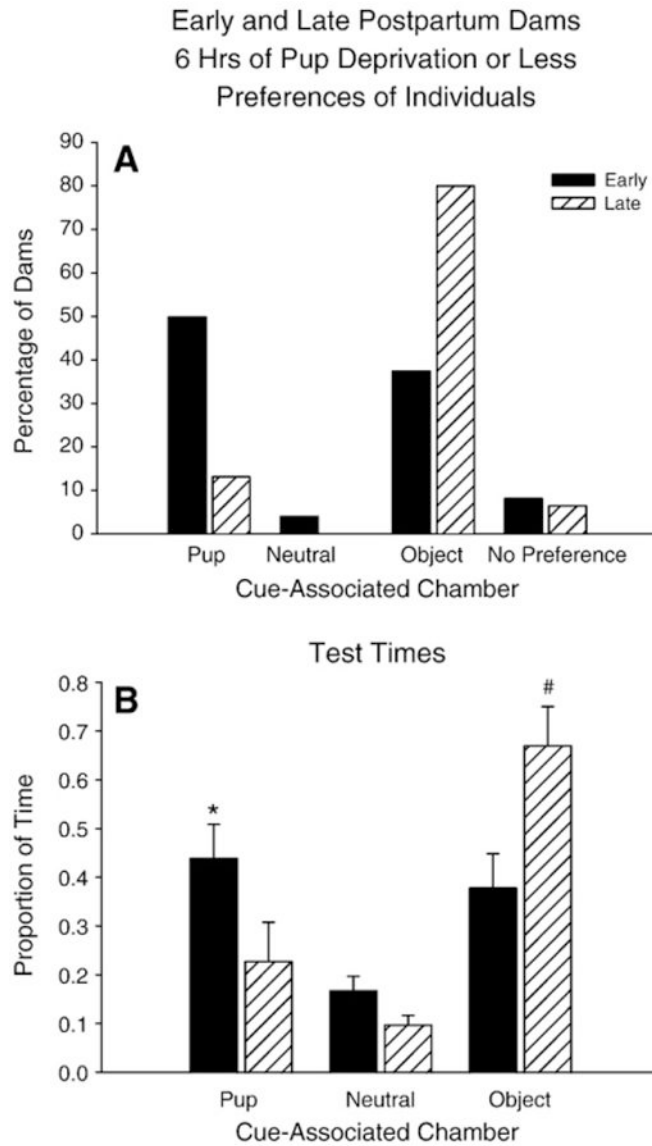 Early and Late Postpartum Dams
6 Hrs of Pup Deprivation or Less
Preferences of Individuals
A
Early
Late
Percentage of Dams
90
80
70
60
50
40
30
20
10
0
Pup Neutral Object No Preference
Cue-Associated Chamber
Test Times
B
Proportion of Time
0.8
0.7
0.6
0.5
0.4
0.3
0.2
0.1
0.0
*
#
Pup Neutral Object
Cue-Associated Chamber